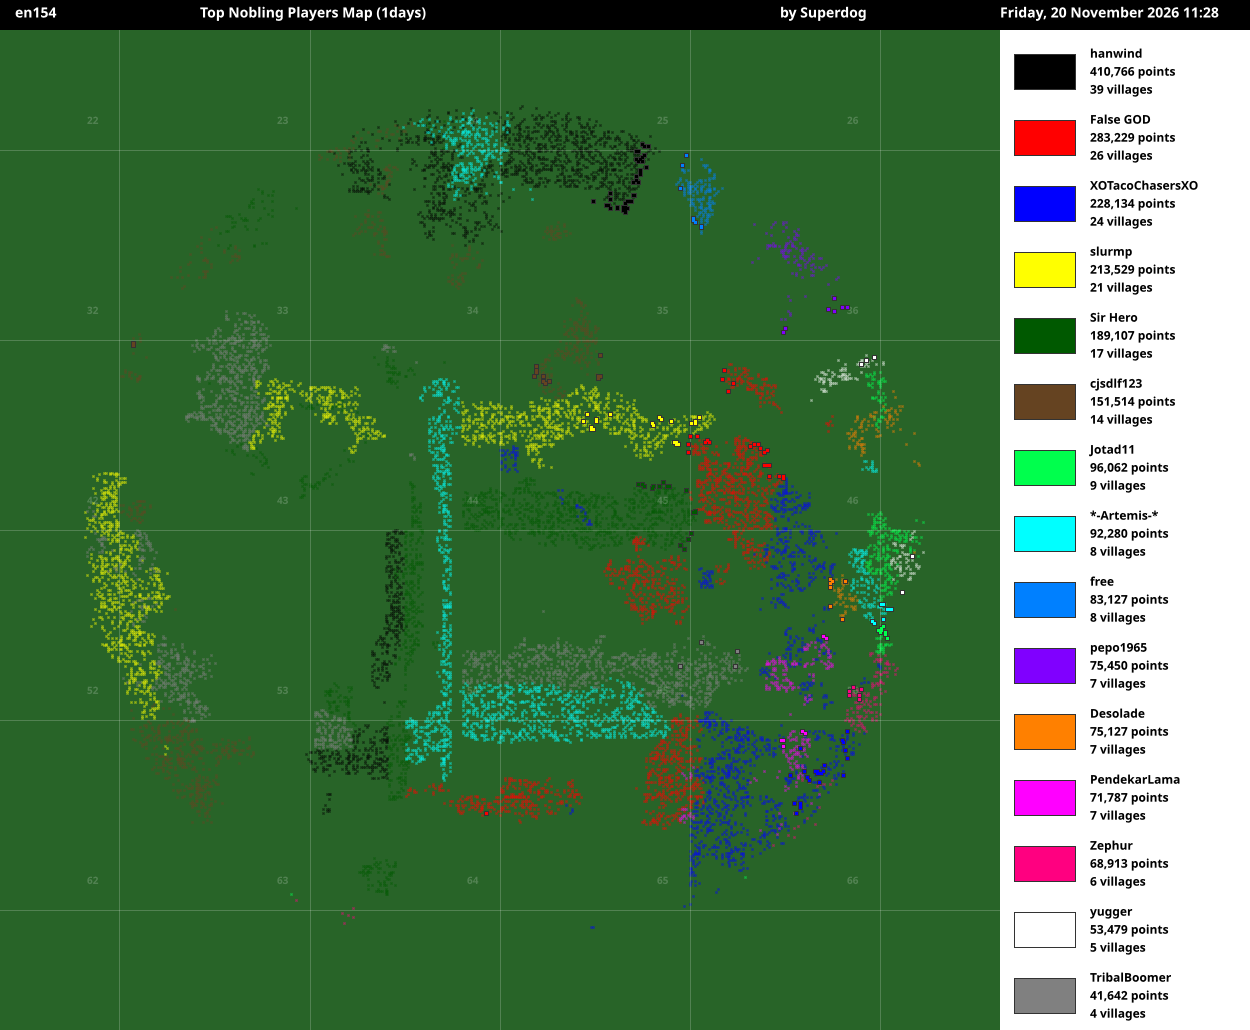 en154 Top Nobling Players Map (1days) by Superdog Friday, 20 November 2026 11:28
hanwind
410,766 points
39 villages
False GOD
283,229 points
26 villages
XOTacoChasersXO
228,134 points
24 villages
slurmp
213,529 points
21 villages
Sir Hero
189,107 points
17 villages
cjsdlf123
151,514 points
14 villages
Jotad11
96,062 points
9 villages
*-Artemis-*
92,280 points
8 villages
free
83,127 points
8 villages
pepo1965
75,450 points
7 villages
Desolade
75,127 points
7 villages
PendekarLama
71,787 points
7 villages
Zephur
68,913 points
6 villages
yugger
53,479 points
5 villages
TribalBoomer
41,642 points
4 villages
22 23 25 26
32 33 34 35 36
43 44 45 46
52 53
62 63 64 65 66